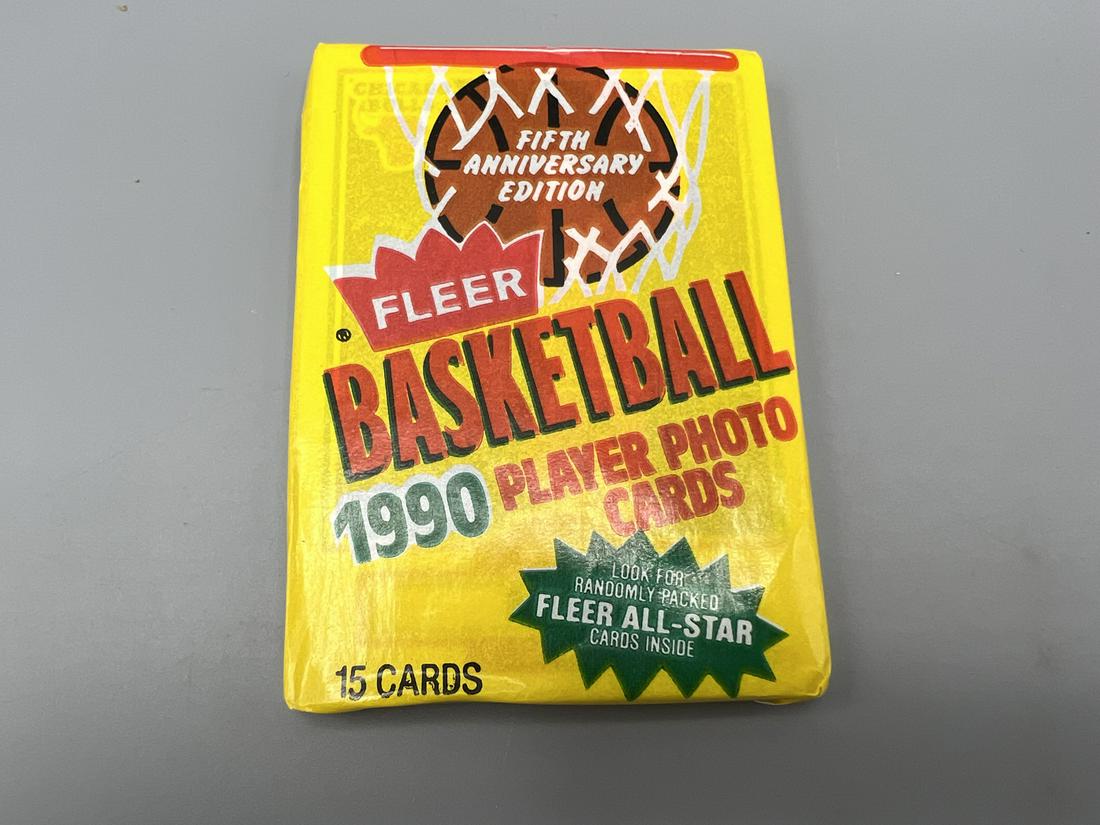 FIFTH
ANNIVERSARY
EDITION
FLEER
®
BASKETBALL
1990 PLAYER PHOTO
CARDS
LOOK FOR
RANDOMLY PACKED
FLEER ALL-STAR
CARDS INSIDE
15 CARDS